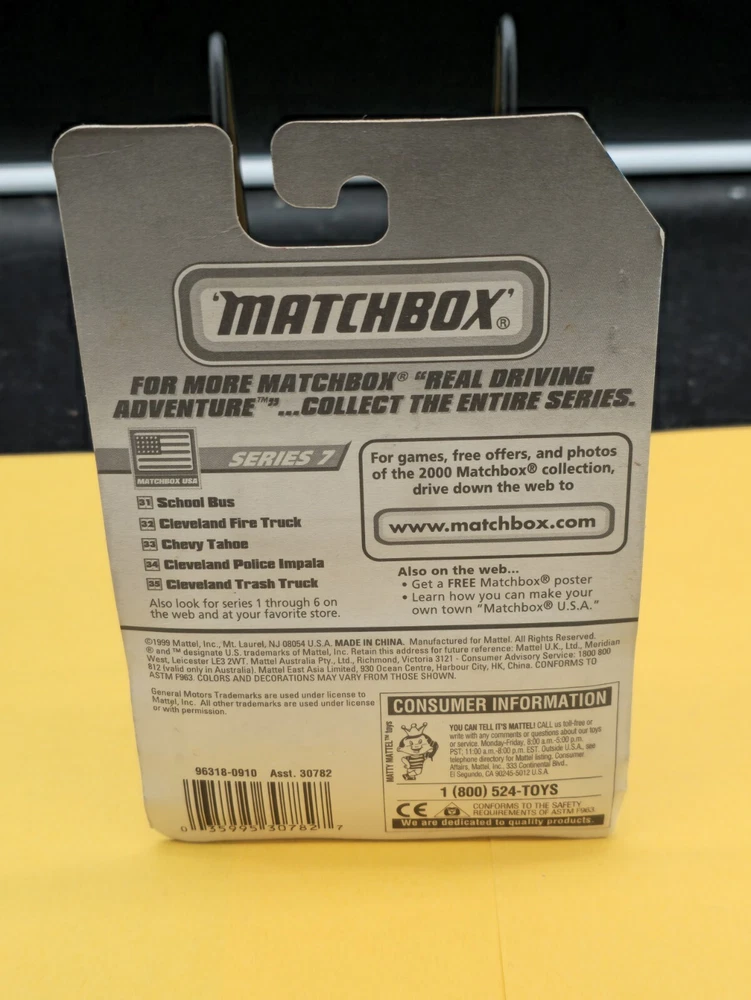 'MATCHBOX'®
FOR MORE MATCHBOX® "REAL DRIVING
ADVENTURE™"...COLLECT THE ENTIRE SERIES.
MATCHBOX USA
SERIES 7
31 School Bus
32 Cleveland Fire Truck
33 Chevy Tahoe
34 Cleveland Police Impala
35 Cleveland Trash Truck
Also look for series 1 through 6 on
the web and at your favorite store.
For games, free offers, and photos
of the 2000 Matchbox® collection,
drive down the web to
www.matchbox.com
Also on the web...
• Get a FREE Matchbox® poster
• Learn how you can make your
own town "Matchbox® U.S.A."
©1999 Mattel, Inc., Mt. Laurel, NJ 08054 U.S.A. MADE IN CHINA. Manufactured for Mattel. All Rights Reserved.
® and ™ designate U.S. trademarks of Mattel, Inc. Retain this address for future reference: Mattel U.K., Ltd., Meridian
West, Leicester LE3 2WT. Mattel Australia Pty., Ltd., Richmond, Victoria 3121 - Consumer Advisory Service: 1800 800
812 (valid only in Australia). Mattel East Asia Limited, 930 Ocean Centre, Harbour City, HK, China. CONFORMS TO
ASTM F963. COLORS AND DECORATIONS MAY VARY FROM THOSE SHOWN.
General Motors Trademarks are used under license to
Mattel, Inc. All other trademarks are used under license
or with permission.
96318-0910 Asst. 30782
0 35995 30782 7
CONSUMER INFORMATION
MATTY MATTEL™ toys
YOU CAN TELL IT'S MATTEL! CALL us toll-free or
write with any comments or questions about our toys
or service. Monday-Friday, 8:00 a.m.-5:00 p.m.
PST; 11:00 a.m.-8:00 p.m. EST. Outside U.S.A., see
telephone directory for Mattel listing. Consumer
Affairs, Mattel, Inc. 333 Continental Blvd.,
El Segundo, CA 90245-5012 U.S.A.
1 (800) 524-TOYS
CE
CONFORMS TO THE SAFETY
REQUIREMENTS OF ASTM F963.
We are dedicated to quality products.